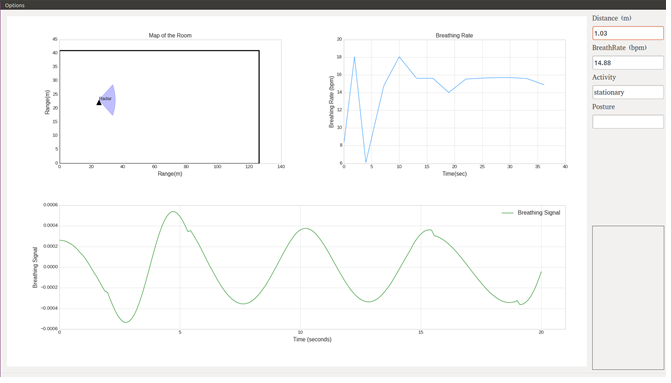 Options
Map of the Room
45
40
35
30
25
20
15
10
5
0
Range(m)
Radar
0 20 40 60 80 100 120 140
Range(m)
Breathing Rate
20
18
16
14
12
10
8
6
Breathing Rate (bpm)
0 5 10 15 20 25 30 35 40
Time(sec)
Distance (m)
1.03
BreathRate (bpm)
14.88
Activity
stationary
Posture
0.0006
0.0004
0.0002
0.0000
−0.0002
−0.0004
−0.0006
Breathing Signal
Breathing Signal
0 5 10 15 20
Time (seconds)